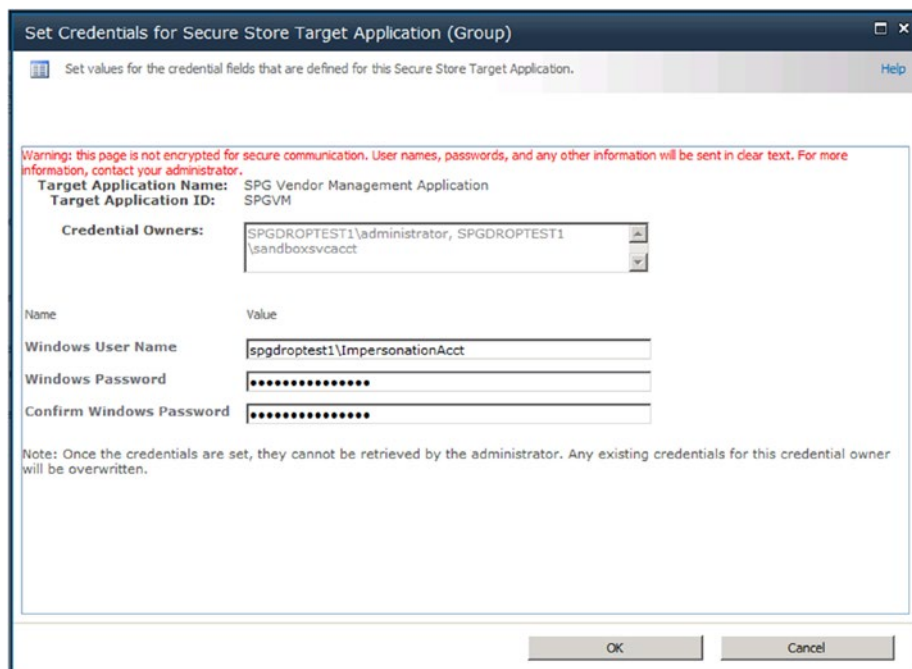 Set Credentials for Secure Store Target Application (Group)
Set values for the credential fields that are defined for this Secure Store Target Application.
Help
Warning: this page is not encrypted for secure communication. User names, passwords, and any other information will be sent in clear text. For more
information, contact your administrator.
Target Application Name: SPG Vendor Management Application
Target Application ID: SPGVM
Credential Owners: SPGDROPTEST1\administrator, SPGDROPTEST1
\sandboxsvcacct
Name Value
Windows User Name spgdroptest1\ImpersonationAcct
Windows Password •••••••••••••••
Confirm Windows Password •••••••••••••••
Note: Once the credentials are set, they cannot be retrieved by the administrator. Any existing credentials for this credential owner
will be overwritten.
OK Cancel